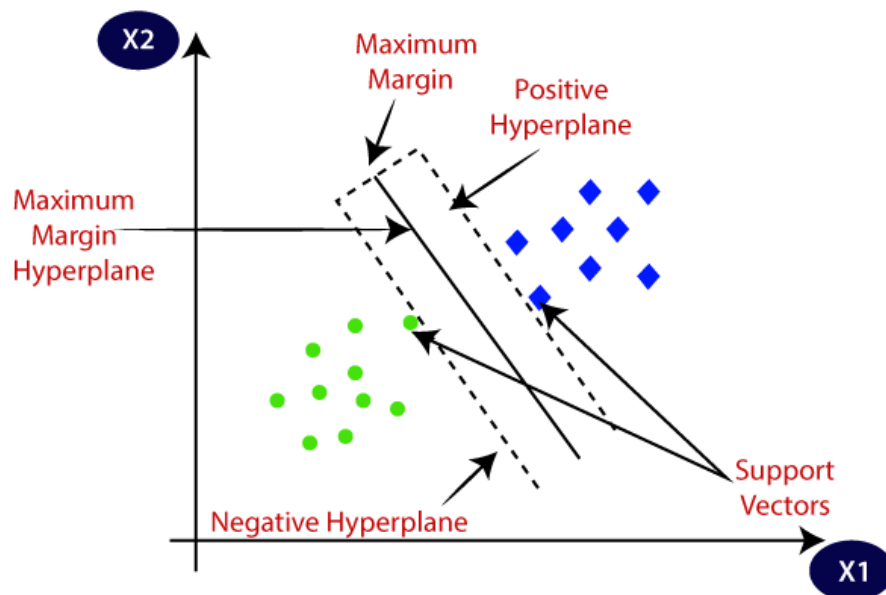 X2
Maximum
Margin
Positive
Hyperplane
Maximum
Margin
Hyperplane
Support
Vectors
Negative Hyperplane
X1